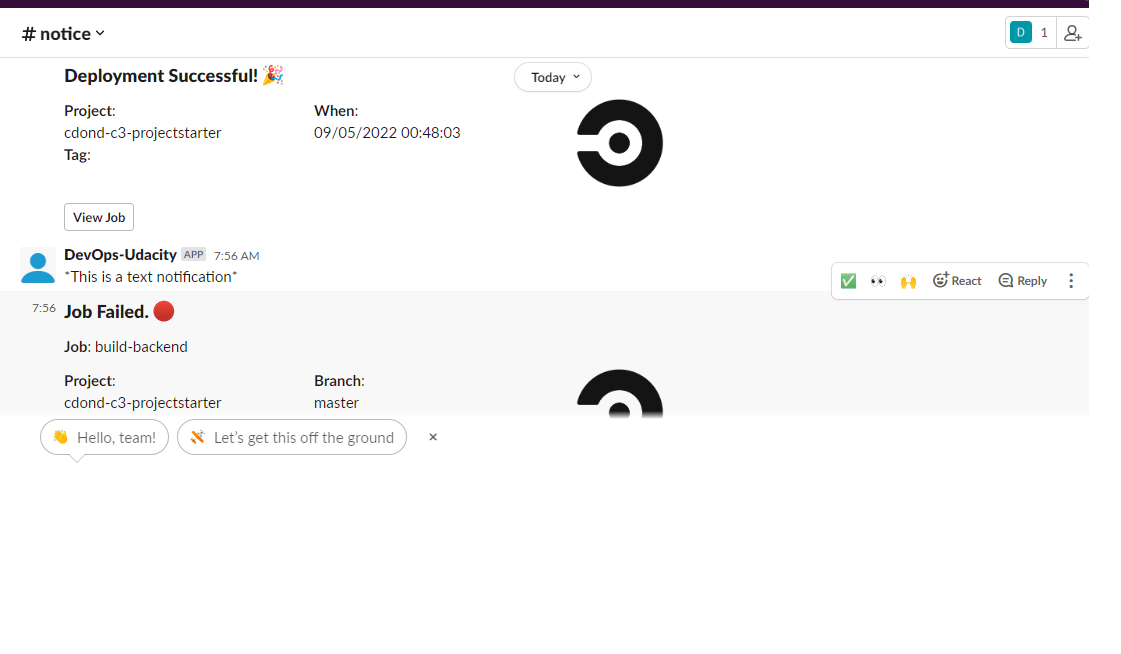 # notice
D 1
Deployment Successful! 🎉
Today
Project: When:
cdond-c3-projectstarter 09/05/2022 00:48:03
Tag:
View Job
DevOps-Udacity APP 7:56 AM
*This is a text notification*
React Reply
7:56 Job Failed. 🔴
Job: build-backend
Project: Branch:
cdond-c3-projectstarter master
👋 Hello, team! Let's get this off the ground ×